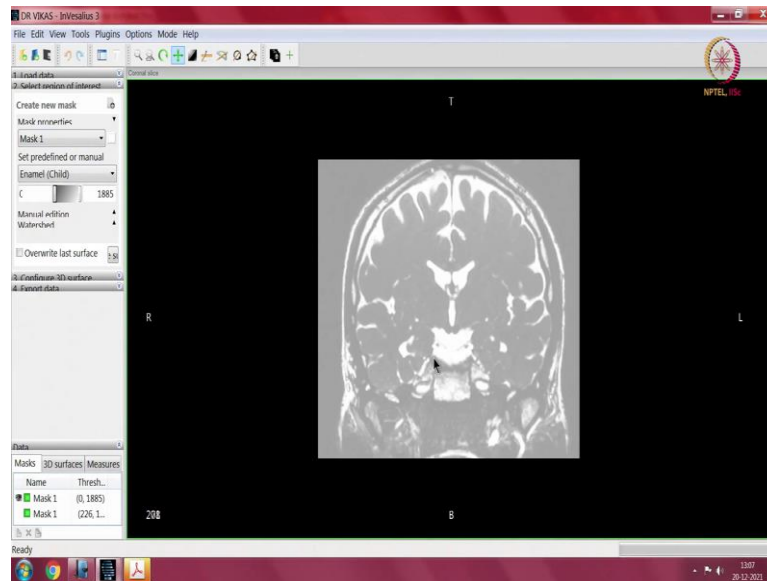 DR VIKAS - InVesalius 3
File Edit View Tools Plugins Options Mode Help
NPTEL, IISc
1. Load data
2. Select region of interest
Create new mask
Mask properties
Mask 1
Set predefined or manual
Enamel (Child)
1885
Manual edition
Watershed
Overwrite last surface
3. Configure 3D surface
4. Export data
Coronal slice
T
R
L
B
Data
Masks 3D surfaces Measures
Name Thresh..
Mask 1 (0, 1885)
Mask 1 (226, 1...
Ready
13:07
20-12-2021